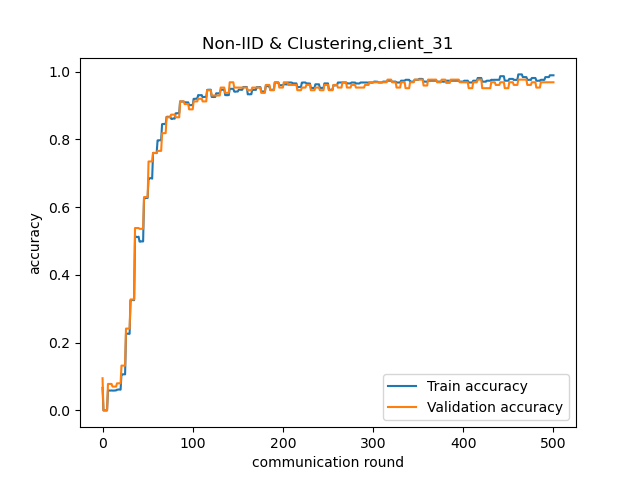 Non-IID & Clustering,client_31
accuracy
1.0
0.8
0.6
0.4
0.2
0.0
0
100
200
300
400
500
communication round
Train accuracy
Validation accuracy